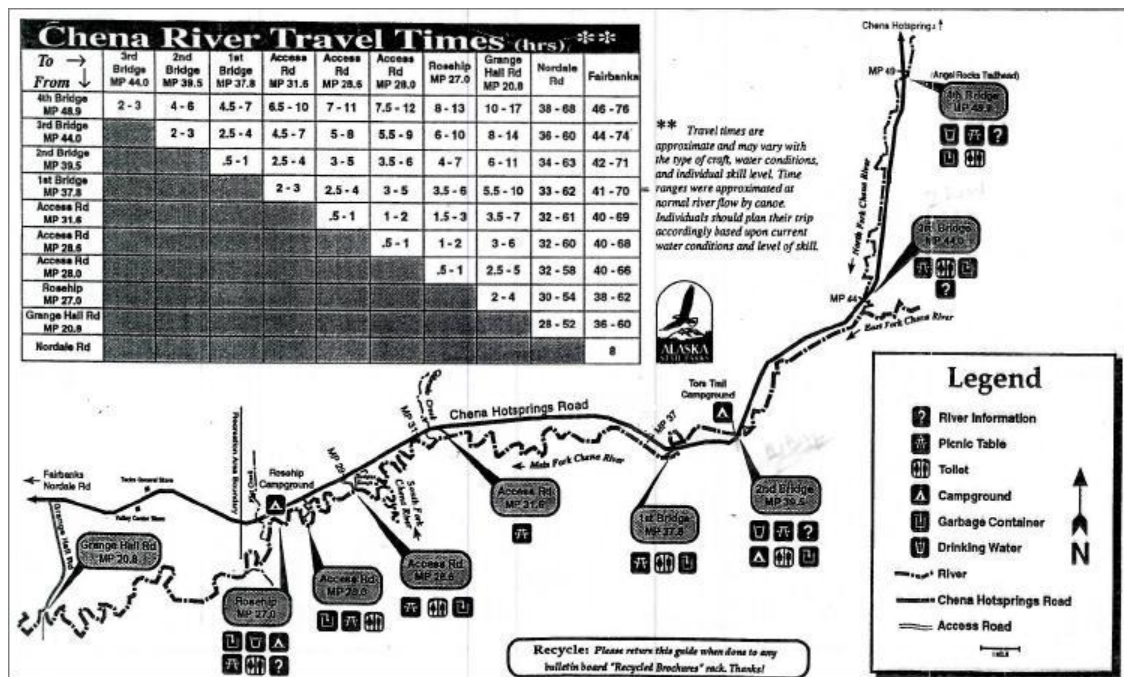 Chena River Travel Times (hrs) **
To → From ↓ 3rd Bridge MP 44.0 2nd Bridge MP 39.5 1st Bridge MP 37.8 Access Rd MP 31.6 Access Rd MP 28.6 Access Rd MP 28.0 Rosehip MP 27.0 Grange Hall Rd MP 20.8 Nordale Rd Fairbanks
4th Bridge MP 48.9 2 - 3 4 - 6 4.5 - 7 6.5 - 10 7 - 11 7.5 - 12 8 - 13 10 - 17 38 - 68 46 - 76
3rd Bridge MP 44.0 2 - 3 2.5 - 4 4.5 - 7 5 - 8 5.5 - 9 6 - 10 8 - 14 36 - 60 44 - 74
2nd Bridge MP 39.5 .5 - 1 2.5 - 4 3 - 5 3.5 - 6 4 - 7 6 - 11 34 - 63 42 - 71
1st Bridge MP 37.8 2 - 3 2.5 - 4 3 - 5 3.5 - 6 5.5 - 10 33 - 62 41 - 70
Access Rd MP 31.6 .5 - 1 1 - 2 1.5 - 3 3.5 - 7 32 - 61 40 - 69
Access Rd MP 28.6 .5 - 1 1 - 2 3 - 6 32 - 60 40 - 68
Access Rd MP 28.0 .5 - 1 2.5 - 5 32 - 58 40 - 66
Rosehip MP 27.0 2 - 4 30 - 54 38 - 62
Grange Hall Rd MP 20.8 28 - 52 36 - 60
Nordale Rd 8
** Travel times are
approximate and may vary with
the type of craft, water conditions,
and individual skill level. Time
ranges were approximated at
normal river flow by canoe.
Individuals should plan their trip
accordingly based upon current
water conditions and level of skill.
ALASKA
STATE PARKS
Chena Hotsprings ↑
MP 49
(Angel Rocks Trailhead)
4th Bridge
MP 48.9
North Fork Chena River
3rd Bridge
MP 44.0
MP 44
East Fork Chena River
Tors Trail
Campground
MP 37
Chena Hotsprings Road
Main Fork Chena River
2nd Bridge
MP 39.5
1st Bridge
MP 37.8
MP 31
Access Rd
MP 31.6
MP 29
South Fork
Chena River
Access Rd
MP 28.6
Access Rd
MP 28.0
Rosehip
Campground
Rosehip
MP 27.0
Recreation Area Boundary
Fairbanks
Nordale Rd
Tacks General Store
Valley Center Store
Grange Hall Rd
Grange Hall Rd
MP 20.8
Legend
River Information
Picnic Table
Toilet
Campground
Garbage Container
Drinking Water
River
Chena Hotsprings Road
Access Road
N
Recycle: Please return this guide when done to any
bulletin board "Recycled Brochures" rack. Thanks!